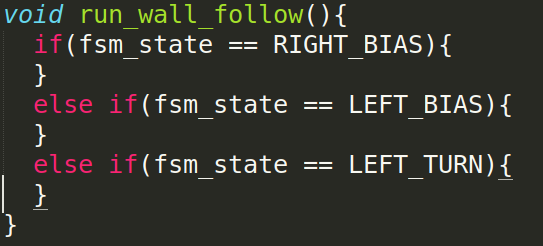 void run_wall_follow(){
  if(fsm_state == RIGHT_BIAS){
  }
  else if(fsm_state == LEFT_BIAS){
  }
  else if(fsm_state == LEFT_TURN){
  }
}